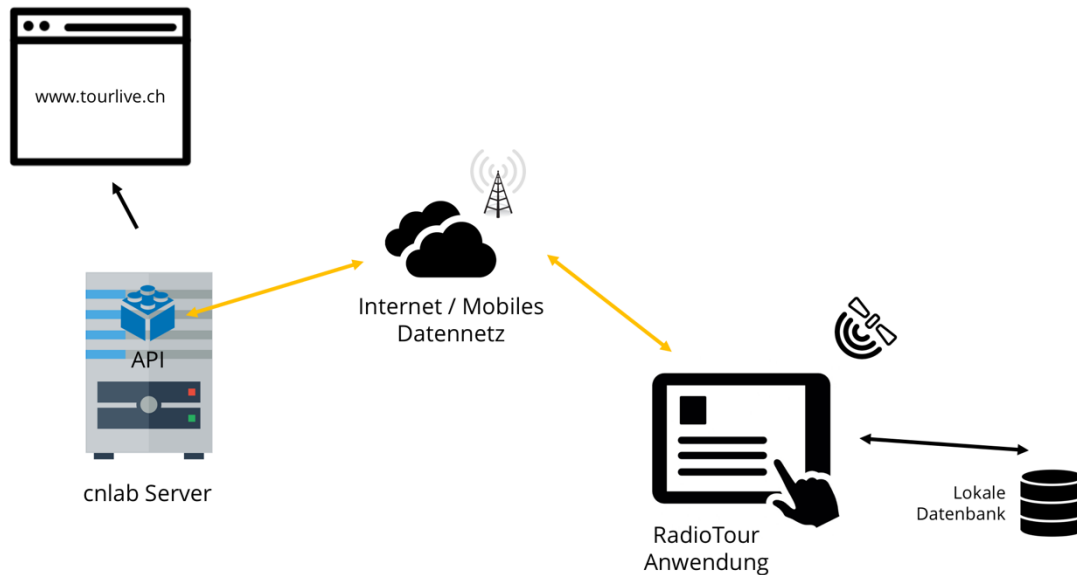 www.tourlive.ch
Internet / Mobiles
Datennetz
API
cnlab Server
Lokale
Datenbank
RadioTour
Anwendung